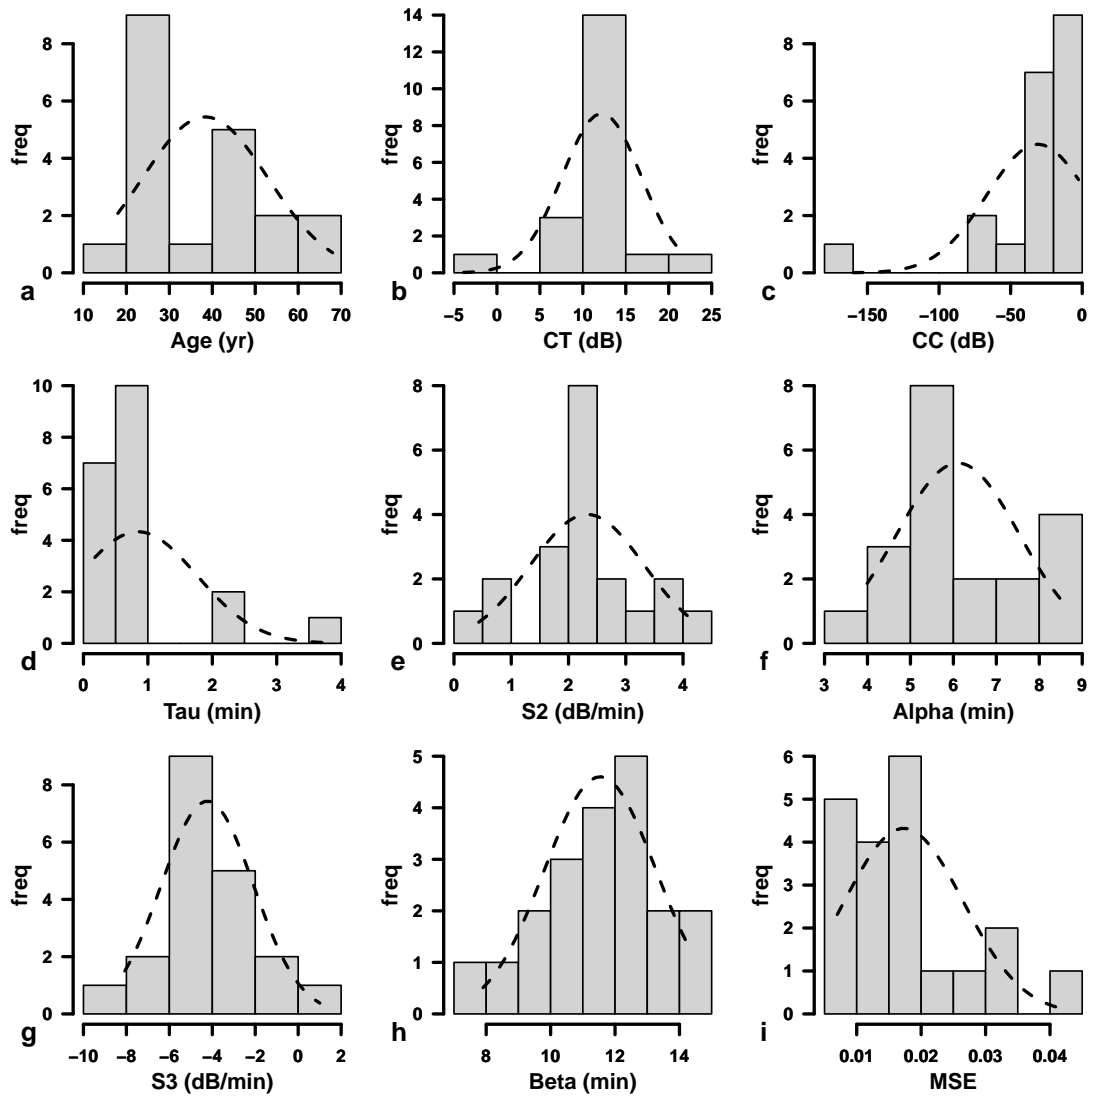 freq
8
6
4
2
0
a
10 20 30 40 50 60 70
Age (yr)
freq
14
12
10
8
6
4
2
0
b
−5 0 5 10 15 20 25
CT (dB)
freq
8
6
4
2
0
c
−150 −100 −50 0
CC (dB)
freq
10
8
6
4
2
0
d
0 1 2 3 4
Tau (min)
freq
8
6
4
2
0
e
0 1 2 3 4
S2 (dB/min)
freq
8
6
4
2
0
f
3 4 5 6 7 8 9
Alpha (min)
freq
8
6
4
2
0
g
−10 −8 −6 −4 −2 0 2
S3 (dB/min)
freq
5
4
3
2
1
0
h
8 10 12 14
Beta (min)
freq
6
5
4
3
2
1
0
i
0.01 0.02 0.03 0.04
MSE